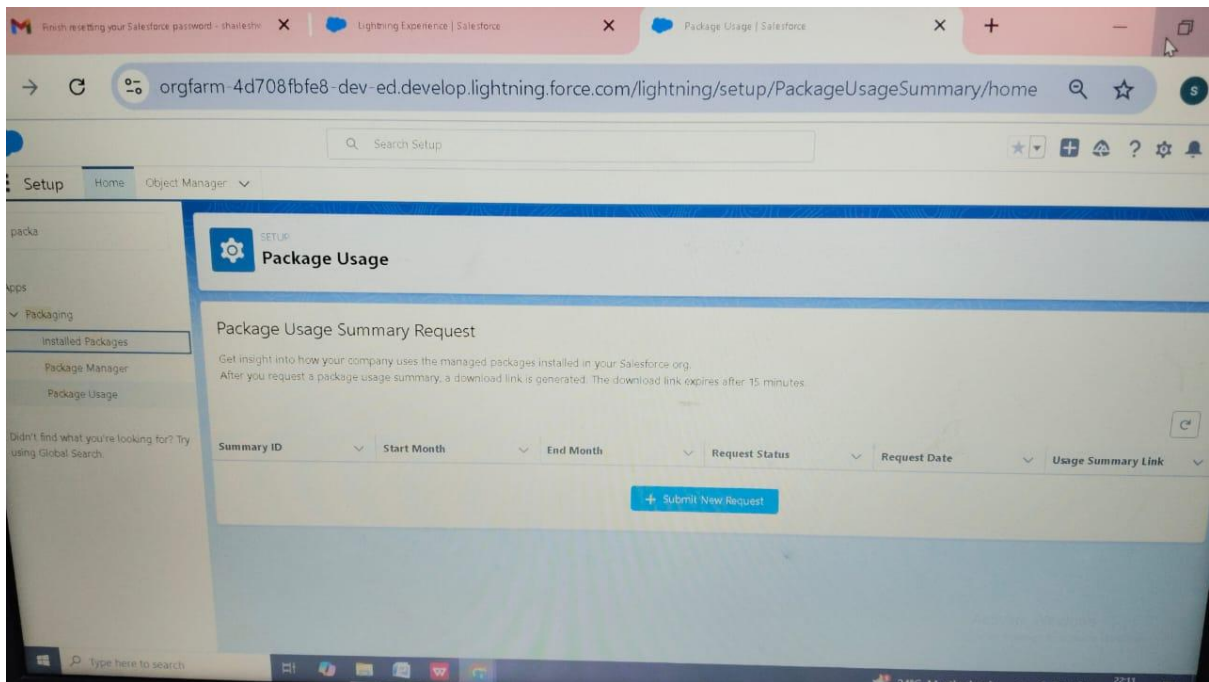 Finish resetting your Salesforce password - shaileshv
Lightning Experience | Salesforce
Package Usage | Salesforce
orgfarm-4d708fbfe8-dev-ed.develop.lightning.force.com/lightning/setup/PackageUsageSummary/home
S
Search Setup
Setup
Home
Object Manager
packa
SETUP
Package Usage
Apps
Packaging
Installed Packages
Package Manager
Package Usage
Didn't find what you're looking for? Try
using Global Search.
Package Usage Summary Request
Get insight into how your company uses the managed packages installed in your Salesforce org.
After you request a package usage summary, a download link is generated. The download link expires after 15 minutes.
Summary ID
Start Month
End Month
Request Status
Request Date
Usage Summary Link
+ Submit New Request
Type here to search
22:11